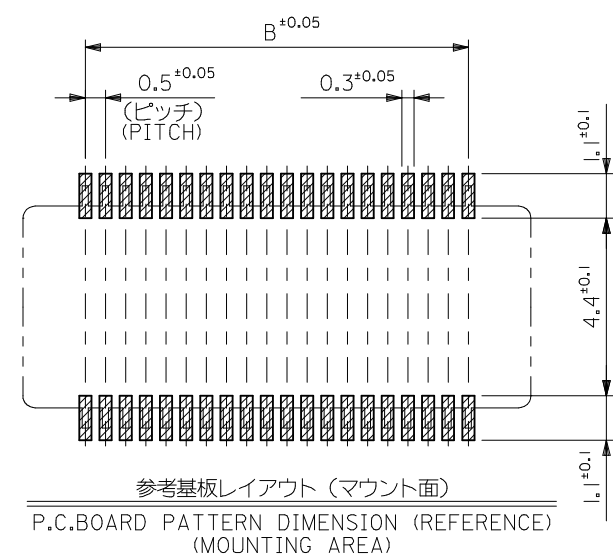 B±0.05
0.5±0.05
(ピッチ)
(PITCH)
0.3±0.05
1.1±0.1
4.4±0.1
1.1±0.1
参考基板レイアウト (マウント面)
P.C.BOARD PATTERN DIMENSION (REFERENCE)
(MOUNTING AREA)